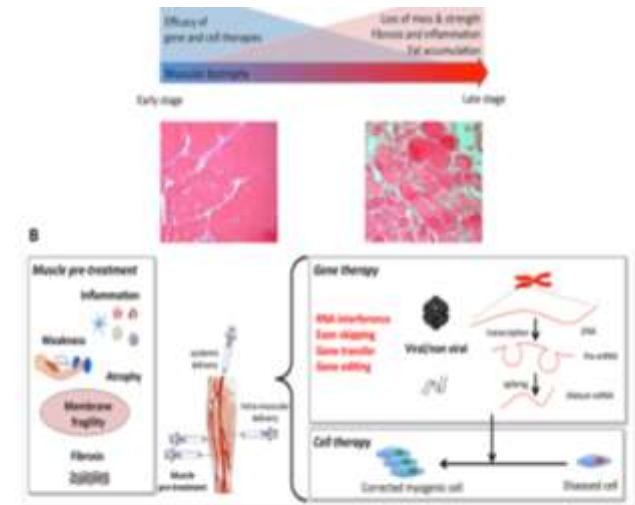 Efficacy of
gene and cell therapies
Loss of mass & strength
Fibrosis and inflammation
Fat accumulation
Muscular dystrophy
Early stage
Late stage
B
Muscle pre-treatment
Inflammation
Weakness
Atrophy
Membrane
fragility
Fibrosis
systemic
delivery
Intra-muscular
delivery
Muscle
pre-treatment
Gene therapy
RNA interference
Exon skipping
Gene transfer
Gene editing
Viral/non viral
transcription
DNA
Pre-mRNA
splicing
Mature mRNA
Cell therapy
Corrected myogenic cell
Diseased cell